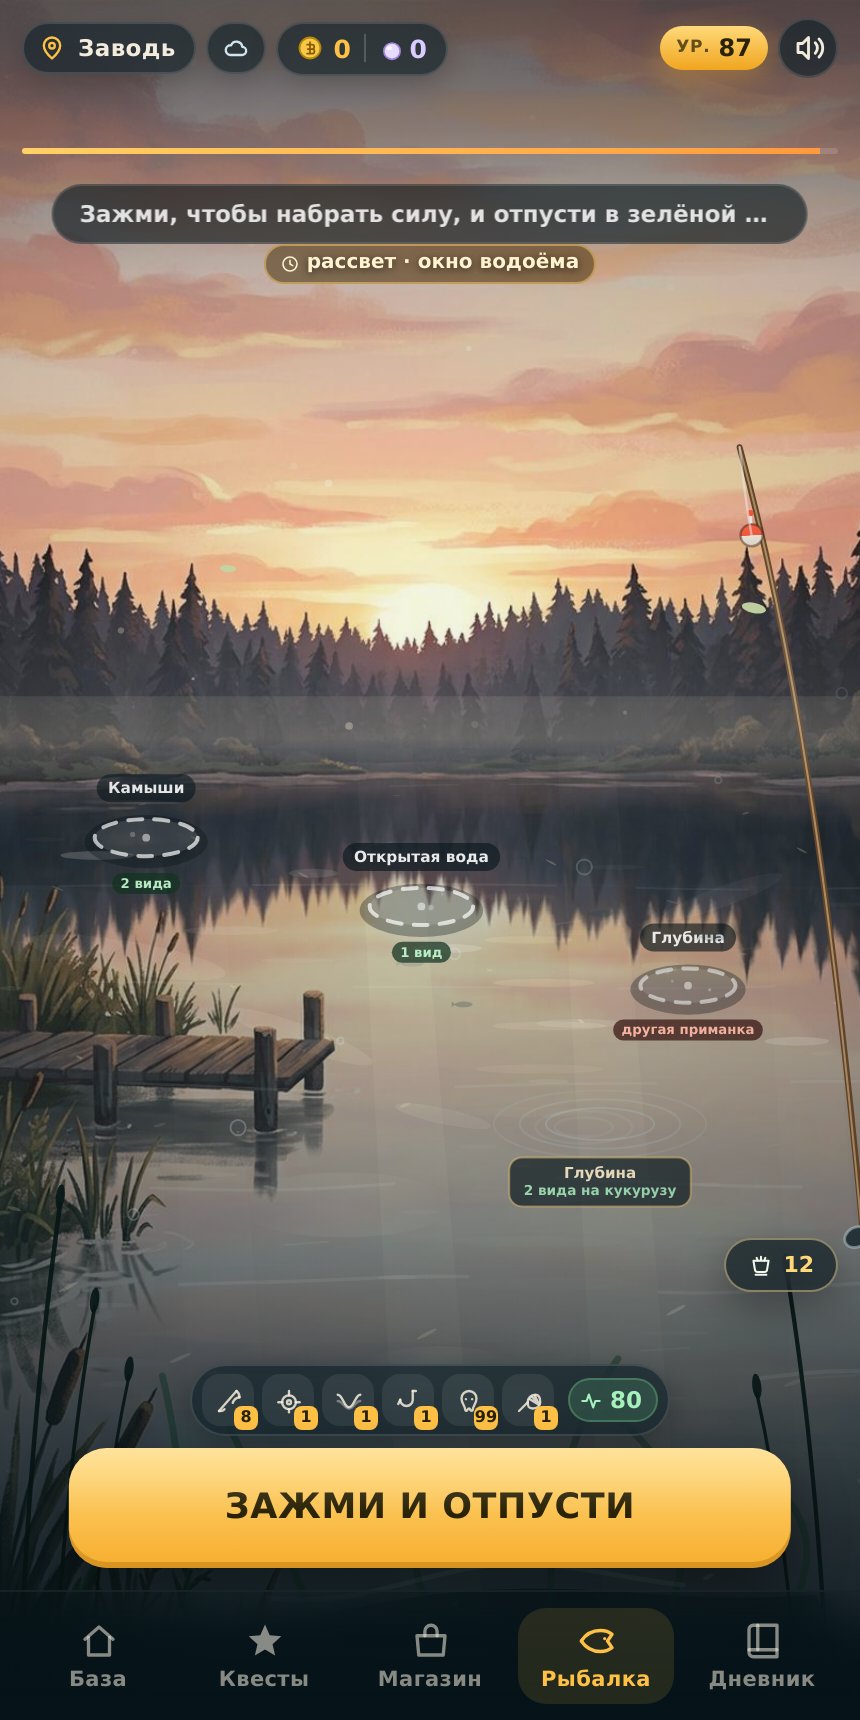 Заводь
0
0
УР. 87
Зажми, чтобы набрать силу, и отпусти в зелёной ...
рассвет · окно водоёма
Камыши
2 вида
Открытая вода
1 вид
Глубина
другая приманка
Глубина
2 вида на кукурузу
12
8
1
1
1
99
1
80
ЗАЖМИ И ОТПУСТИ
База
Квесты
Магазин
Рыбалка
Дневник